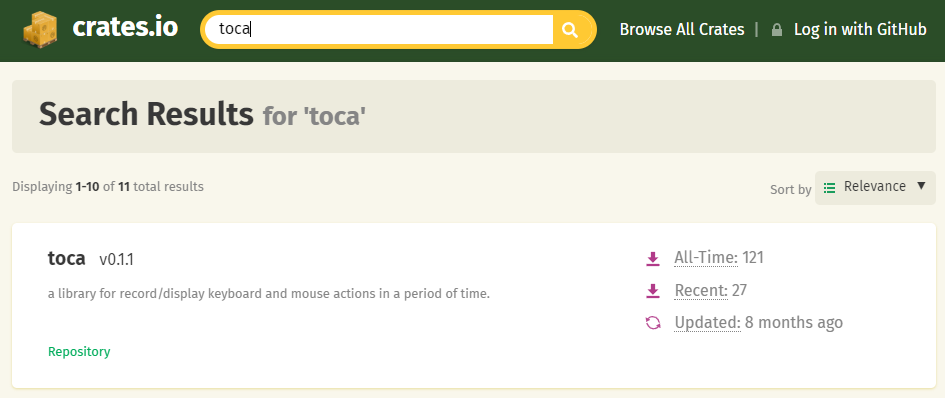 crates.io toca Browse All Crates | Log in with GitHub
Search Results for 'toca'
Displaying 1-10 of 11 total results
Sort by Relevance
toca v0.1.1
a library for record/display keyboard and mouse actions in a period of time.
Repository
All-Time: 121
Recent: 27
Updated: 8 months ago